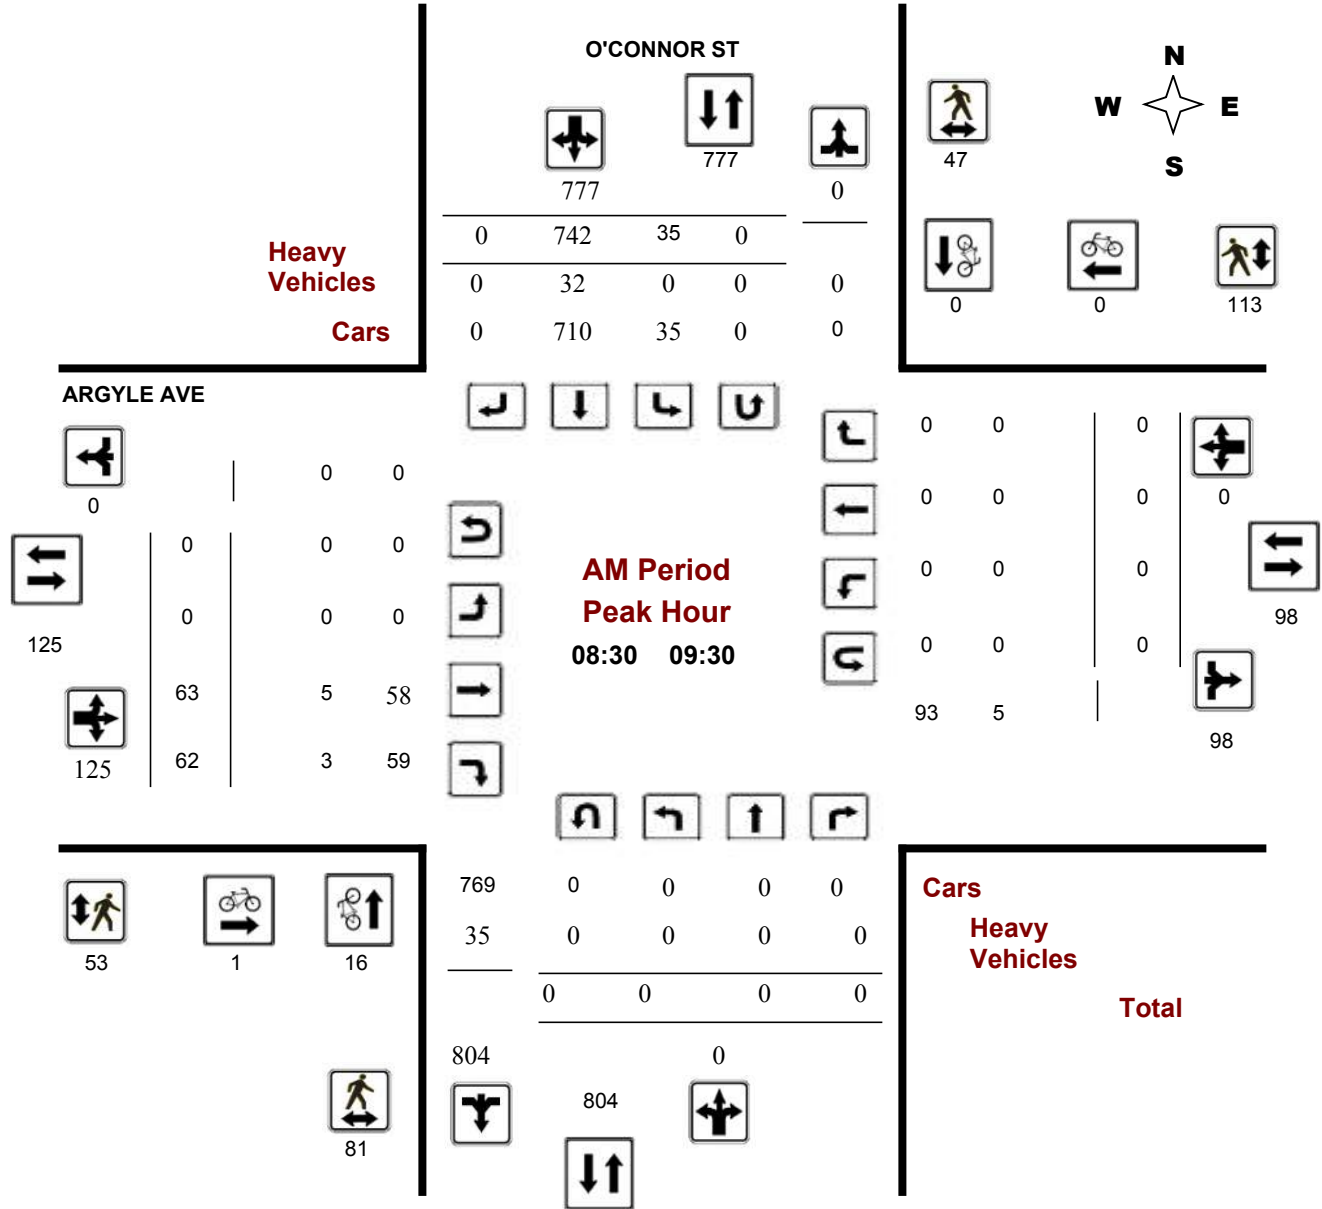 O'CONNOR ST
N
W E
S
777
47
777 0
0 742 35 0
Heavy
Vehicles 0 32 0 0 0
0 0 113
Cars 0 710 35 0 0
ARGYLE AVE
0 0 0
0 0
0 0 0 0 0
0 0 0
AM Period
0 0 0
Peak Hour
0 0 0 98
125 08:30 09:30 0 0 0
63 5 58
93 5
98
125 62 3 59
769 0 0 0 0 Cars
35 0 0 0 0 Heavy
Vehicles
53 1 16
0 0 0 0 Total
804 0
804
81